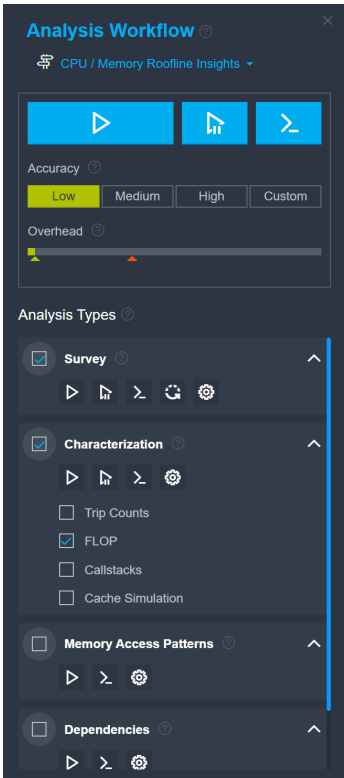 Analysis Workflow
CPU / Memory Roofline Insights
Accuracy
Low Medium High Custom
Overhead
Analysis Types
Survey
Characterization
Trip Counts
FLOP
Callstacks
Cache Simulation
Memory Access Patterns
Dependencies